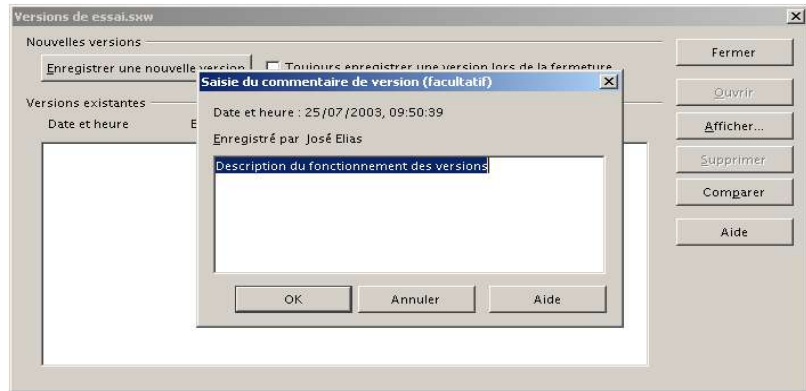 Versions de essai.sxw
Nouvelles versions
Enregistrer une nouvelle version
Toujours enregistrer une version lors de la fermeture
Fermer
Ouvrir
Afficher...
Supprimer
Comparer
Aide
Versions existantes
Date et heure
E
Saisie du commentaire de version (facultatif)
Date et heure : 25/07/2003, 09:50:39
Enregistré par José Elias
Description du fonctionnement des versions
OK
Annuler
Aide